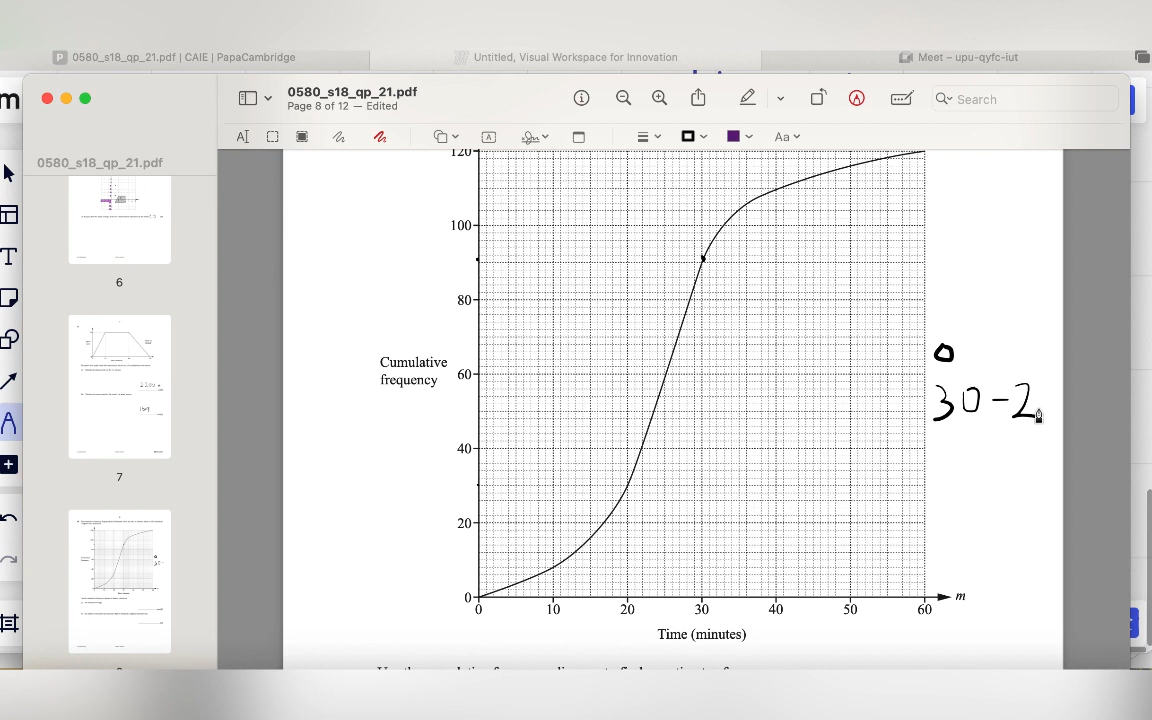 0580_s18_qp_21.pdf | CAIE | PapaCambridge
Untitled, Visual Workspace for Innovation
Meet – upu-qyfc-iut
m
0580_s18_qp_21.pdf
Page 8 of 12 — Edited
Search
Aa
0580_s18_qp_21.pdf
6
7
120
100
80
60
40
20
0
Cumulative
frequency
0 10 20 30 40 50 60 m
Time (minutes)
0
30-2